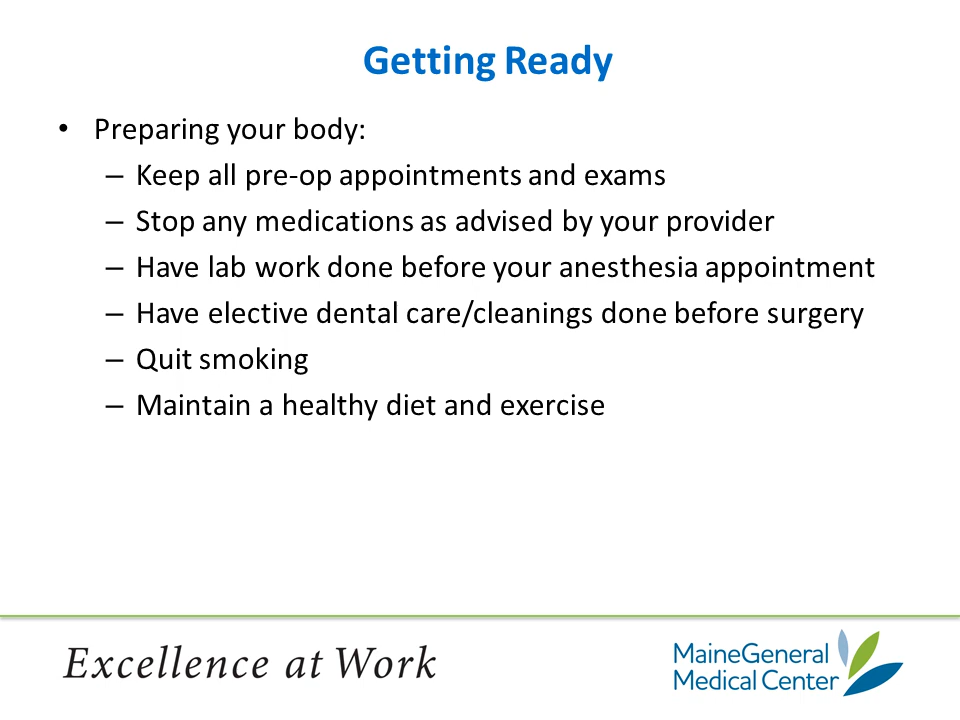 Getting Ready
• Preparing your body:
– Keep all pre-op appointments and exams
– Stop any medications as advised by your provider
– Have lab work done before your anesthesia appointment
– Have elective dental care/cleanings done before surgery
– Quit smoking
– Maintain a healthy diet and exercise
Excellence at Work
MaineGeneral
Medical Center